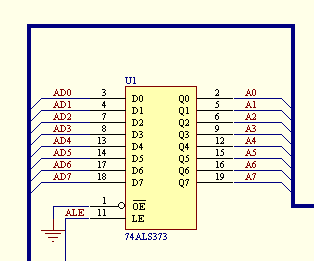 U1
AD0 3 D0 Q0 2 A0
AD1 4 D1 Q1 5 A1
AD2 7 D2 Q2 6 A2
AD3 8 D3 Q3 9 A3
AD4 13 D4 Q4 12 A4
AD5 14 D5 Q5 15 A5
AD6 17 D6 Q6 16 A6
AD7 18 D7 Q7 19 A7
1 OE
ALE 11 LE
74ALS373